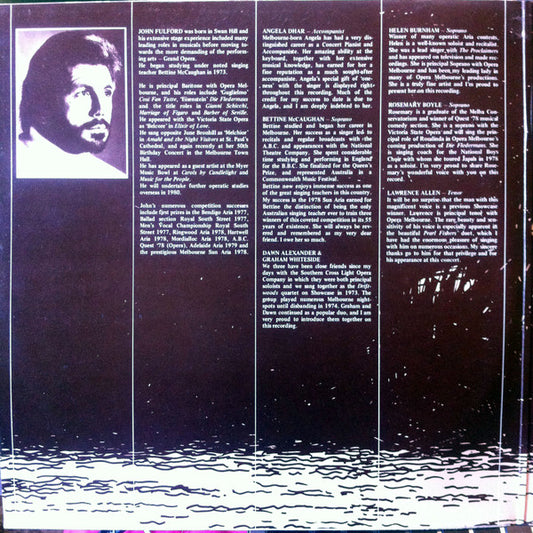 JOHN FULFORD was born in Swan Hill and
his extensive stage experience included many
leading roles in musicals before moving to-
wards the more demanding of the perform-
ing arts – Grand Opera.
He began studying under noted singing
teacher Bettine McCaughan in 1973.
He is principal Baritone with Opera Mel-
bourne, and his roles include 'Guglielmo'
Cosi Fan Tutte, 'Eisenstein' Die Fledermaus
and the title roles in Gianni Schicchi,
Marriage of Figaro and Barber of Seville.
He appeared with the Victoria State Opera
as 'Belcore' in Elixir of Love.
He sang opposite Joan Brookhill as 'Melchior' in
Amahl and the Night Visitors at St. Paul's
Cathedral, and again recently at her 50th
Birthday Concert in the Melbourne Town
Hall.
He has appeared as a guest artist at the Myer
Music Bowl at Carols by Candlelight and
Music for the People.
He will undertake further operatic studies
overseas in 1980.
John's numerous competition successes
include first prizes in the Bendigo Aria 1977,
Ballard section Royal South Street 1977,
Men's Vocal Championship Royal South
Street 1977, Ringwood Aria 1978, Hartwell
Aria 1978, Mordialloc Aria 1978, A.B.C.
Quest '78 (Opera), Adelaide Aria 1979 and
the prestigious Melbourne Sun Aria 1978.
ANGELA DHAR – Accompanist
Melbourne-born Angela has had a very dis-
tinguished career as a Concert Pianist and
Accompanist. Her amazing ability at the
keyboard, together with her extensive
musical knowledge, has earned for her a
fine reputation as a much sought-after
accompanist. Angela's special gift of 'one-
ness' with the singer is displayed right
throughout this recording. Much of the
credit for my success to date is due to
Angela, and I am deeply indebted to her.
BETTINE McCAUGHAN – Soprano
Bettine studied and began her career in
Melbourne. Her success as a singer led to
recitals and regular broadcasts with the
A.B.C. and appearances with the National
Theatre Company. She spent considerable
time studying and performing in England
for the B.B.C. She finalized for the Queen's
Prize, and represented Australia in a
Commonwealth Music Festival.
Bettine now enjoys immense success as one
of the great singing teachers in this country.
My success in the 1978 Sun Aria earned for
Bettine the distinction of being the only
Australian singing teacher ever to train three
winners of this coveted competition in its 55
years of existence. She will always be rev-
ered and remembered as my very dear
friend. I owe her so much.
DAWN ALEXANDER &
GRAHAM WHITESIDE
We three have been close friends since my
days with the Southern Cross Light Opera
Company in which they were both principal
soloists and we sang together as the Drift-
woods quartet on Showcase in 1973. The
group played numerous Melbourne night-
spots until disbanding in 1974. Graham and
Dawn continued as a popular duo, and I am
very proud to introduce them together on
this recording.
HELEN BURNHAM – Soprano
Winner of many operatic Aria contests,
Helen is a well-known soloist and recitalist.
She was a lead singer with The Proclaimers
and has appeared on television and made rec-
ordings. She is principal Soprano with Opera
Melbourne and has been my leading lady in
many of Opera Melbourne's productions.
She is a truly fine artist and I'm proud to
present her on this recording.
ROSEMARY BOYLE – Soprano
Rosemary is a graduate of the Melba Con-
servatorium and winner of Quest '78 musical
comedy section. She is a soprano with the
Victoria State Opera and will sing the prin-
cipal role of Rosalinda in Opera Melbourne's
coming production of Die Fledermaus. She
is singing coach for the Australian Boys
Choir with whom she toured Japan in 1978
as a soloist. I'm very proud to share Rose-
mary's wonderful voice with you on this
record.
LAWRENCE ALLEN – Tenor
It will be no surprise that the man with this
magnificent voice is a previous Showcase
winner. Lawrence is principal tenor with
Opera Melbourne. The rare beauty and sen-
sitivity of his voice is especially apparent in
the beautiful Pearl Fishers' duet, which I
have had the enormous pleasure of singing
with him on numerous occasions. My sincere
thanks go to him for that privilege and for
his appearance at this concert.